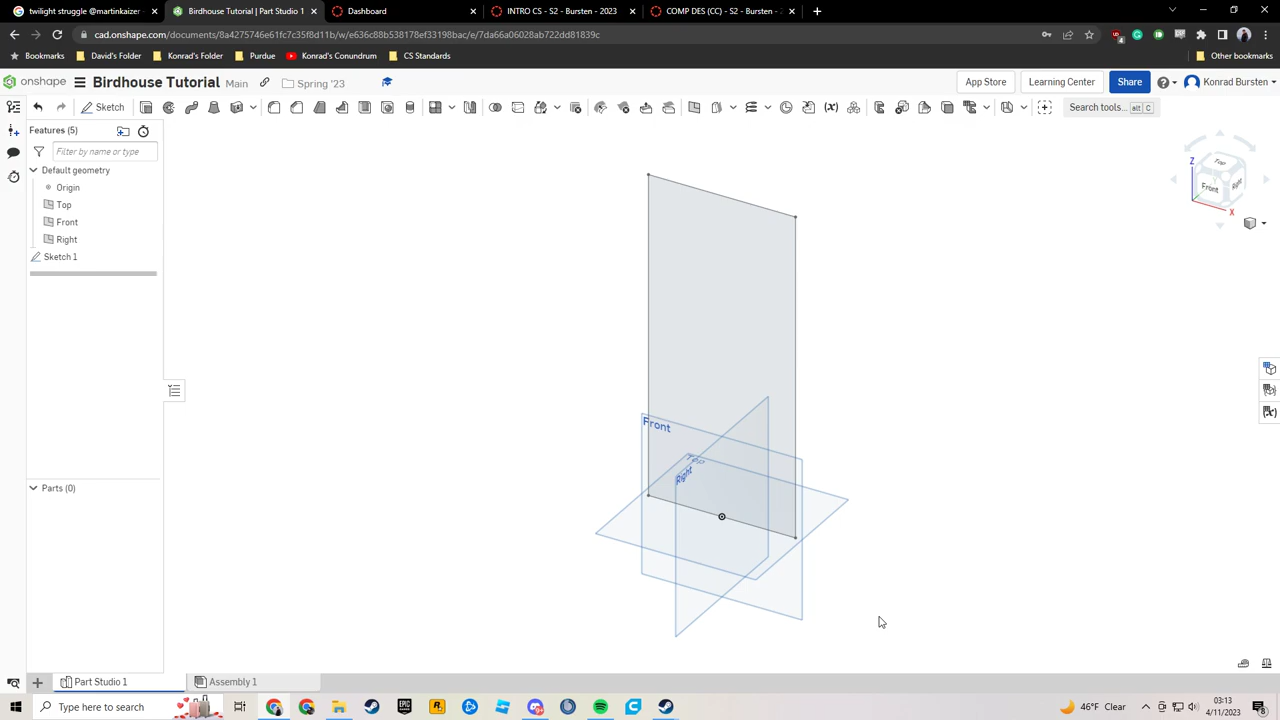 twilight struggle @martinkaizer -
Birdhouse Tutorial | Part Studio 1
Dashboard
INTRO CS - S2 - Bursten - 2023
COMP DES (CC) - S2 - Bursten -
cad.onshape.com/documents/8a4275746e61fc7c35f8d11b/w/e636c88b538178ef33198bac/e/7da66a06028ab722dd81839c
Bookmarks
David's Folder
Konrad's Folder
Purdue
Konrad's Conundrum
CS Standards
Other bookmarks
onshape
Birdhouse Tutorial
Main
Spring '23
App Store
Learning Center
Share
Konrad Bursten
Sketch
Search tools...
alt C
Features (5)
Filter by name or type
Default geometry
Origin
Top
Front
Right
Sketch 1
Parts (0)
Front
Top
Right
Z
Top
Front
Right
X
Part Studio 1
Assembly 1
Type here to search
46°F Clear
03:13
4/11/2023